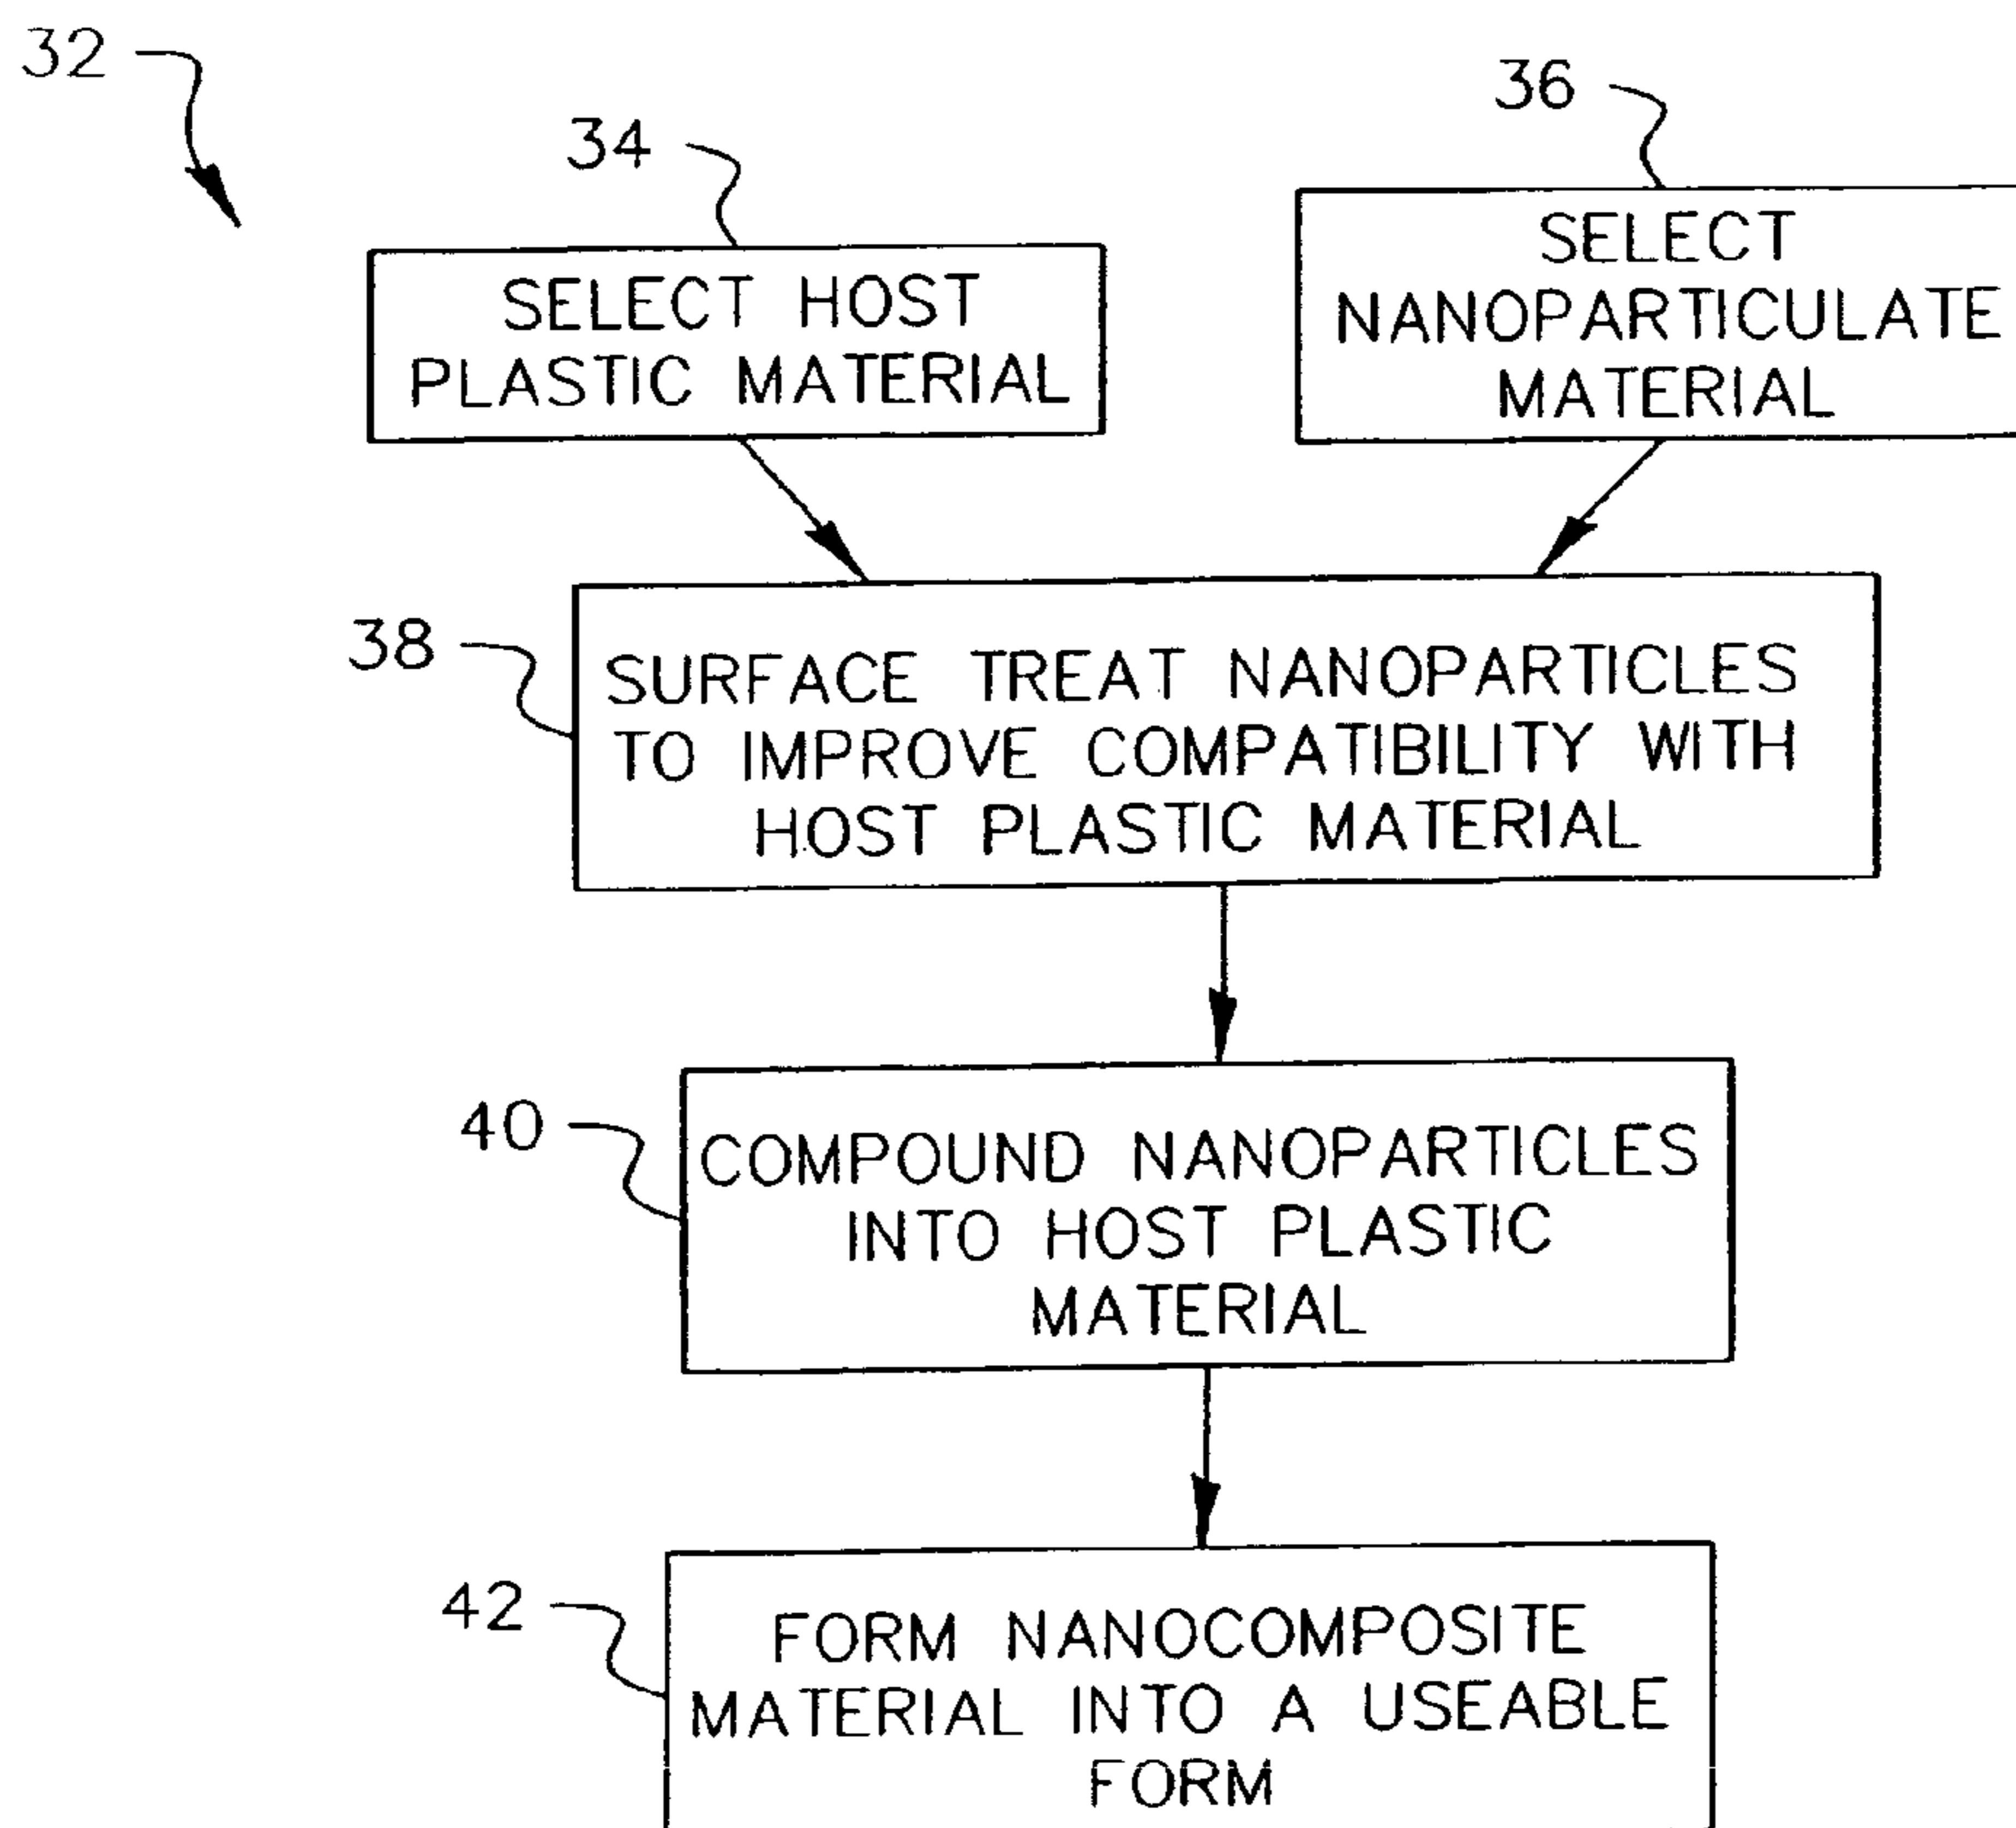 32
34
36
SELECT HOST
PLASTIC MATERIAL
SELECT
NANOPARTICULATE
MATERIAL
38
SURFACE TREAT NANOPARTICLES
TO IMPROVE COMPATIBILITY WITH
HOST PLASTIC MATERIAL
40
COMPOUND NANOPARTICLES
INTO HOST PLASTIC
MATERIAL
42
FORM NANOCOMPOSITE
MATERIAL INTO A USEABLE
FORM